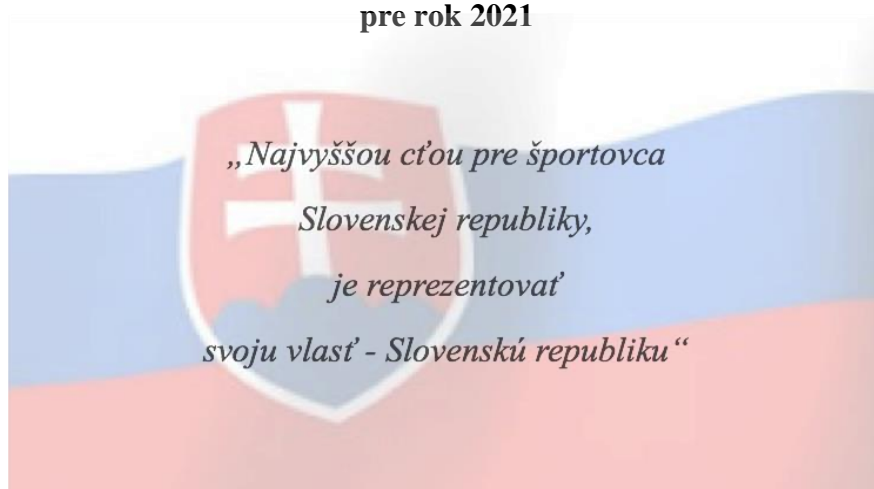 pre rok 2021
„Najvyššou cťou pre športovca
Slovenskej republiky,
je reprezentovať
svoju vlasť - Slovenskú republiku“